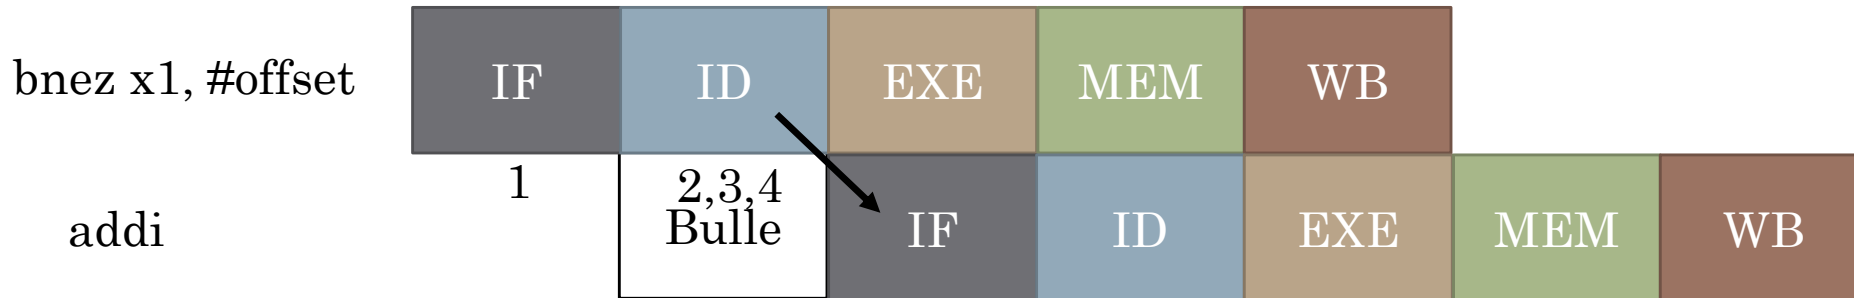 bnez x1, #offset IF ID EXE MEM WB
1 2,3,4
addi Bulle IF ID EXE MEM WB